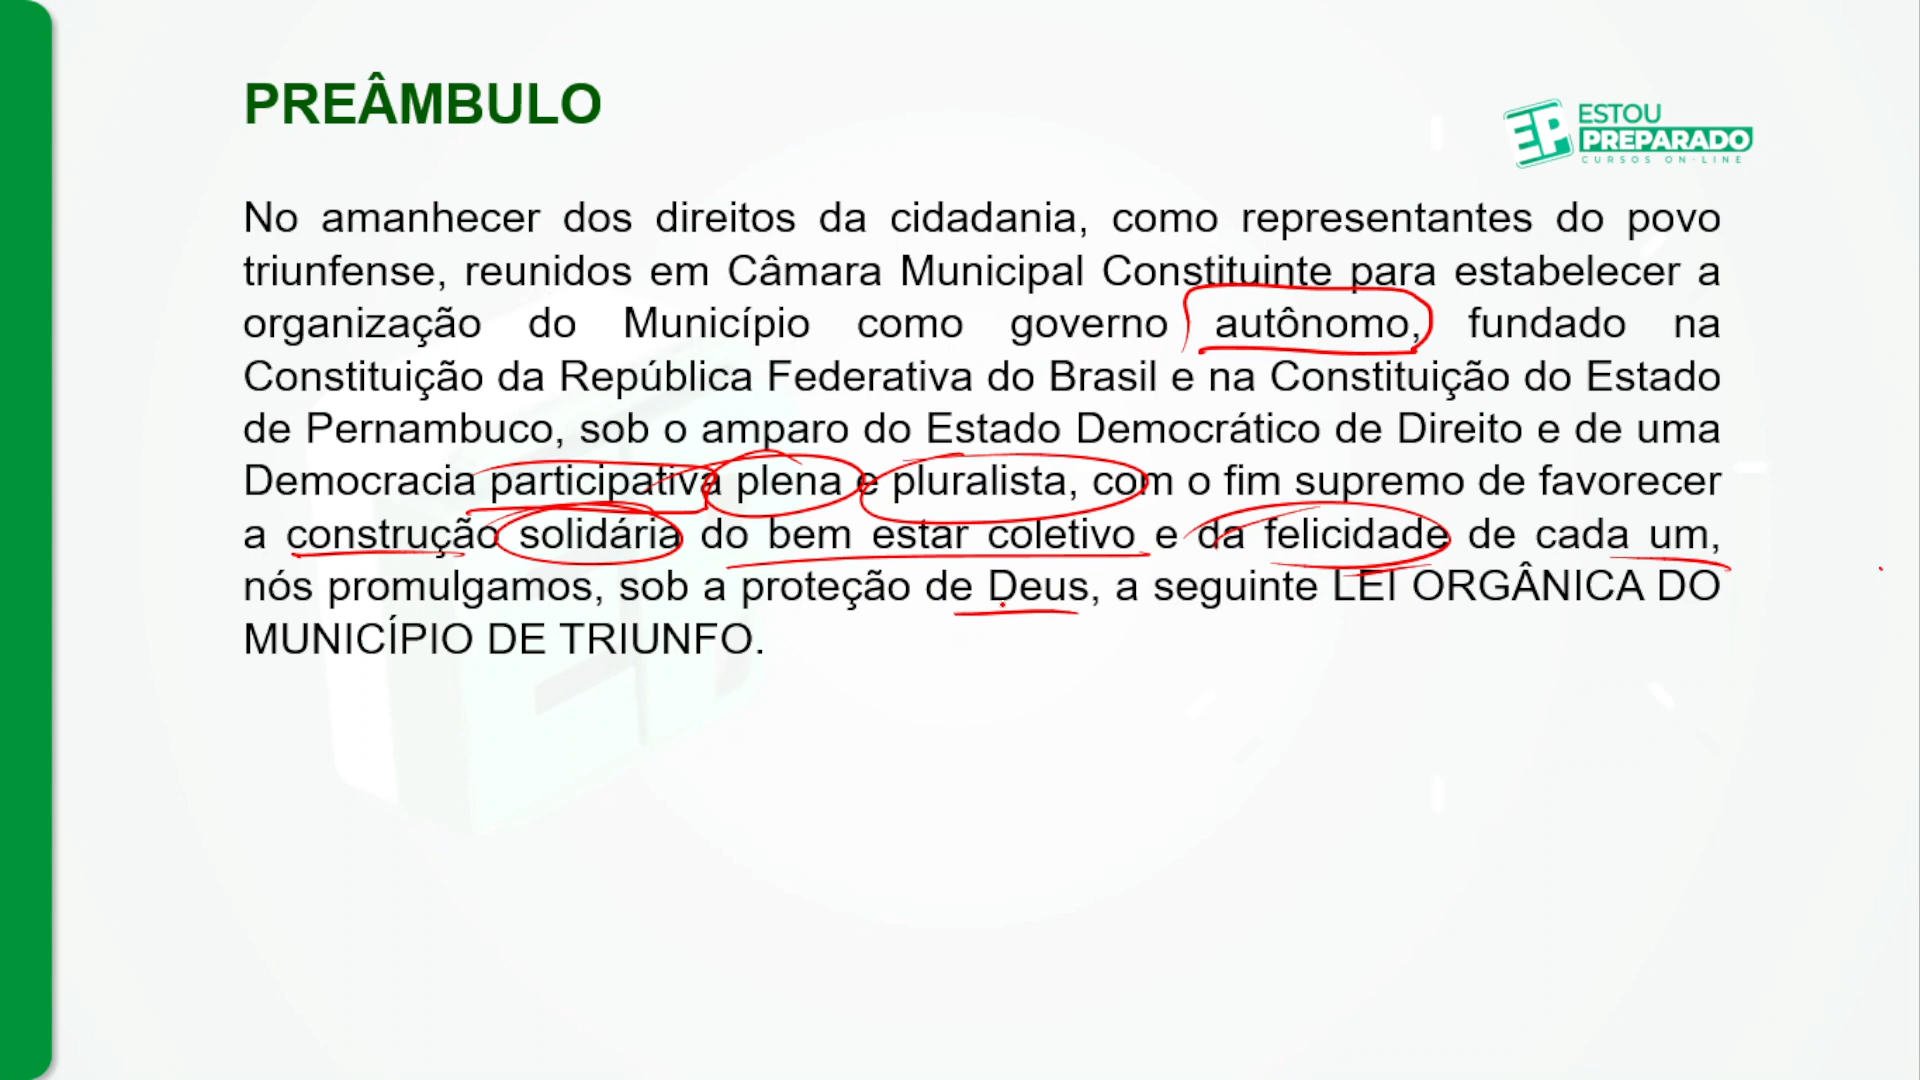 PREÂMBULO
ESTOU
PREPARADO
CURSOS ON-LINE
No amanhecer dos direitos da cidadania, como representantes do povo
triunfense, reunidos em Câmara Municipal Constituinte para estabelecer a
organização do Município como governo autônomo, fundado na
Constituição da República Federativa do Brasil e na Constituição do Estado
de Pernambuco, sob o amparo do Estado Democrático de Direito e de uma
Democracia participativa plena e pluralista, com o fim supremo de favorecer
a construção solidária do bem estar coletivo e da felicidade de cada um,
nós promulgamos, sob a proteção de Deus, a seguinte LEI ORGÂNICA DO
MUNICÍPIO DE TRIUNFO.